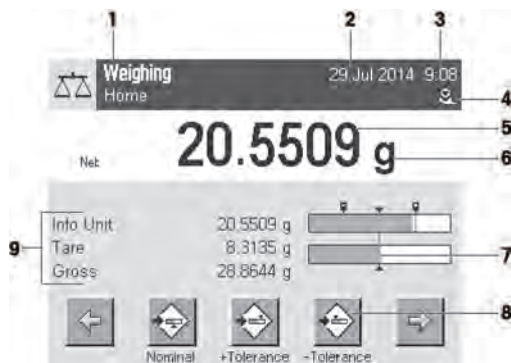 1 2 3
Weighing 29.Jul 2014 9:08
Home
4
20.5509 g
5
6
Net
Info Unit 20.5509 g
Tare 8.3135 g
Gross 28.8644 g
9
7
8
Nominal +Tolerance -Tolerance